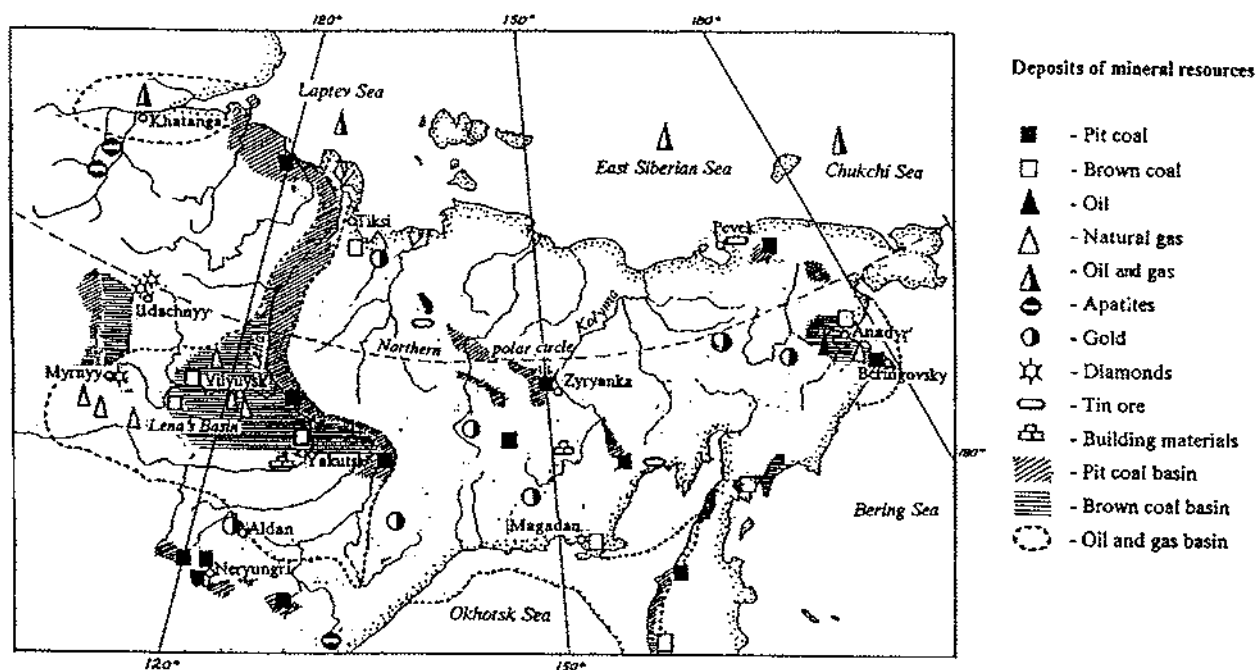 120°
150°
180°
Laptev Sea
Khatanga
East Siberian Sea
Chukchi Sea
Tiksi
Pevek
Udachnyy
Kolyma
Anadyr'
Northern
polar circle
Beringovsky
Myrnyy
Vilyuysk
Zyryanka
Lena's Basin
Yakutsk
180°
Bering Sea
Magadan
Aldan
Neryungri
Okhotsk Sea
120°
150°
Deposits of mineral resources
- Pit coal
- Brown coal
- Oil
- Natural gas
- Oil and gas
- Apatites
- Gold
- Diamonds
- Tin ore
- Building materials
- Pit coal basin
- Brown coal basin
- Oil and gas basin